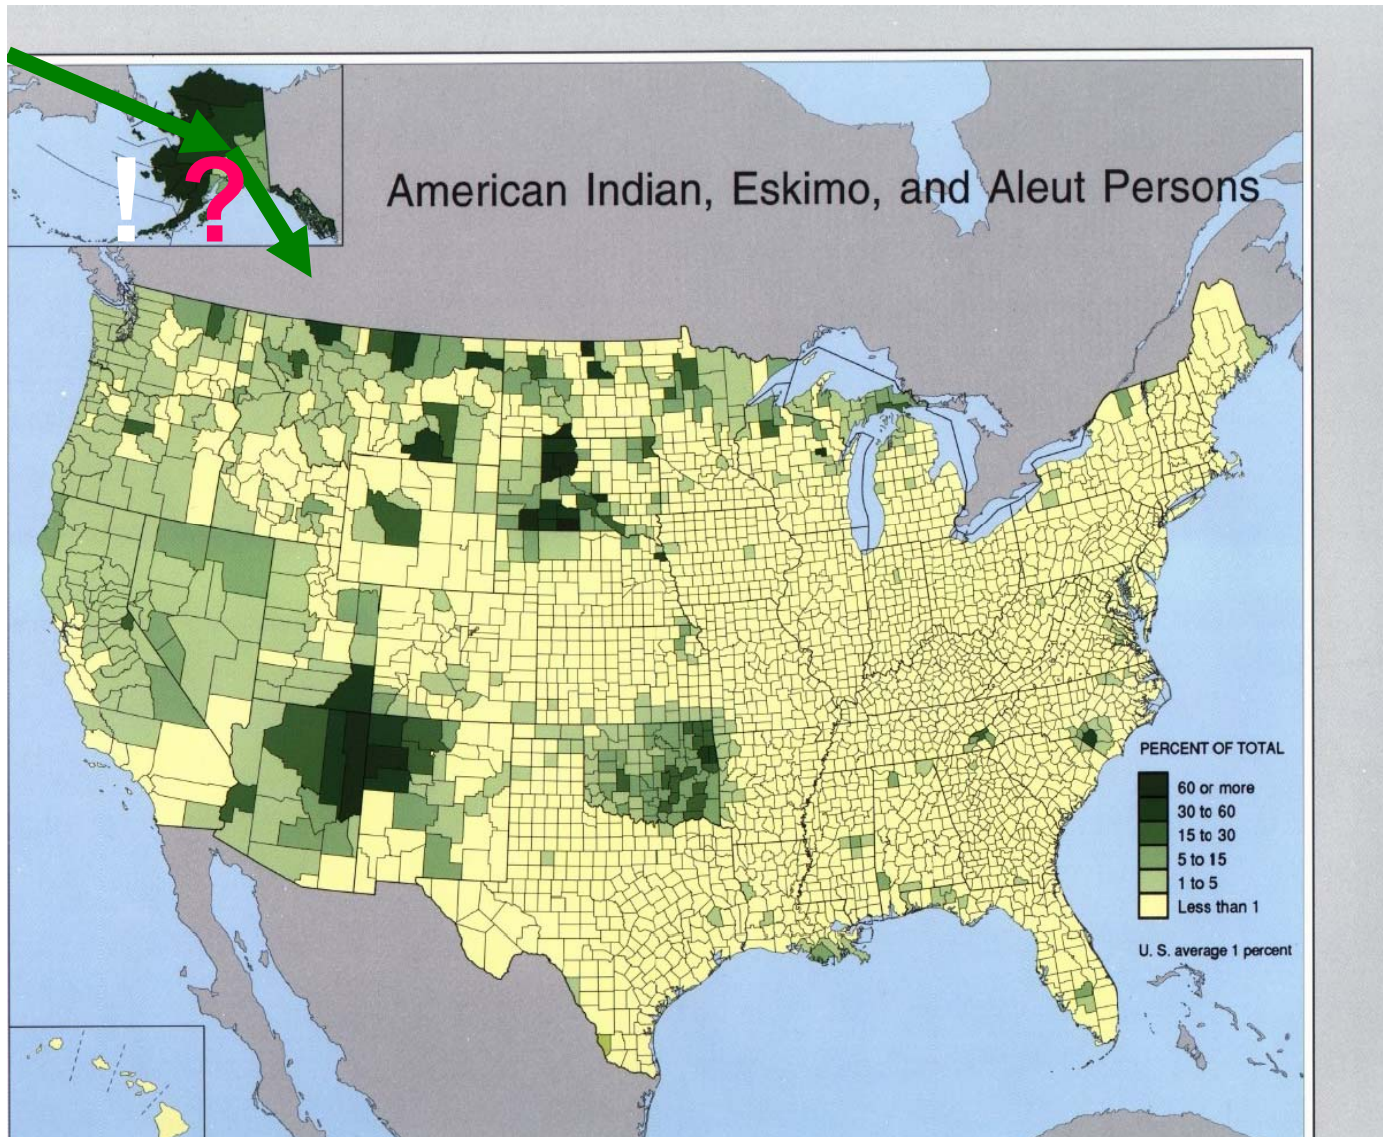 ! ?
American Indian, Eskimo, and Aleut Persons
PERCENT OF TOTAL
60 or more
30 to 60
15 to 30
5 to 15
1 to 5
Less than 1
U. S. average 1 percent